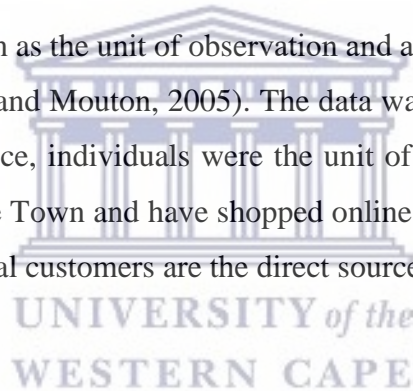 n as the unit of observation and a
and Mouton, 2005). The data wa
ce, individuals were the unit of
e Town and have shopped online
al customers are the direct source
UNIVERSITY of the
WESTERN CAPE